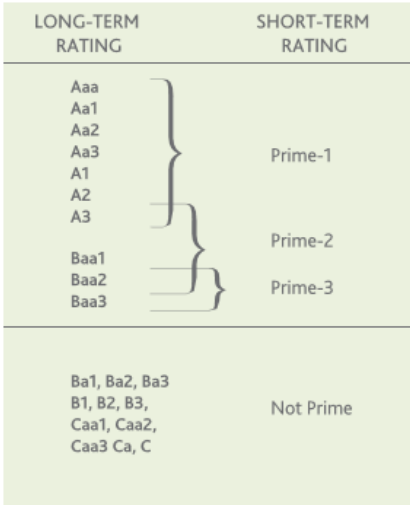 LONG-TERM SHORT-TERM
RATING RATING
Aaa
Aa1
Aa2
Aa3
Prime-1
A1
A2
A3
Prime-2
Baa1
Baa2
Prime-3
Baa3
Ba1, Ba2, Ba3
B1, B2, B3,
Not Prime
Caa1, Caa2,
Caa3 Ca, C